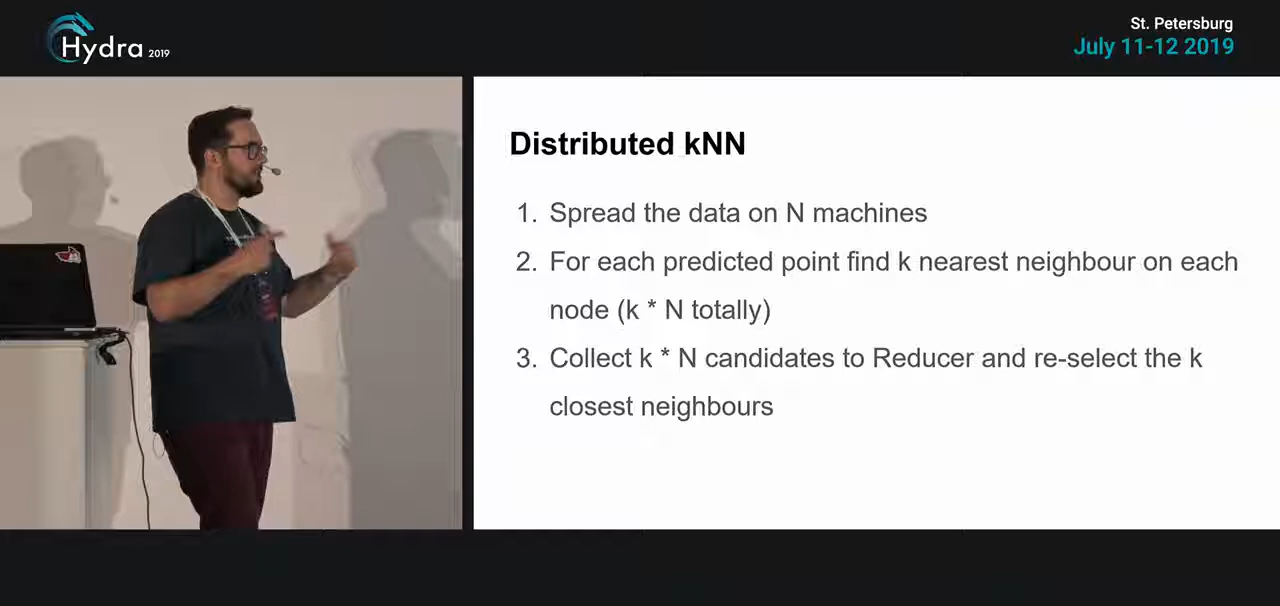 Hydra 2019
St. Petersburg
July 11-12 2019
Distributed kNN
1. Spread the data on N machines
2. For each predicted point find k nearest neighbour on each
node (k * N totally)
3. Collect k * N candidates to Reducer and re-select the k
closest neighbours